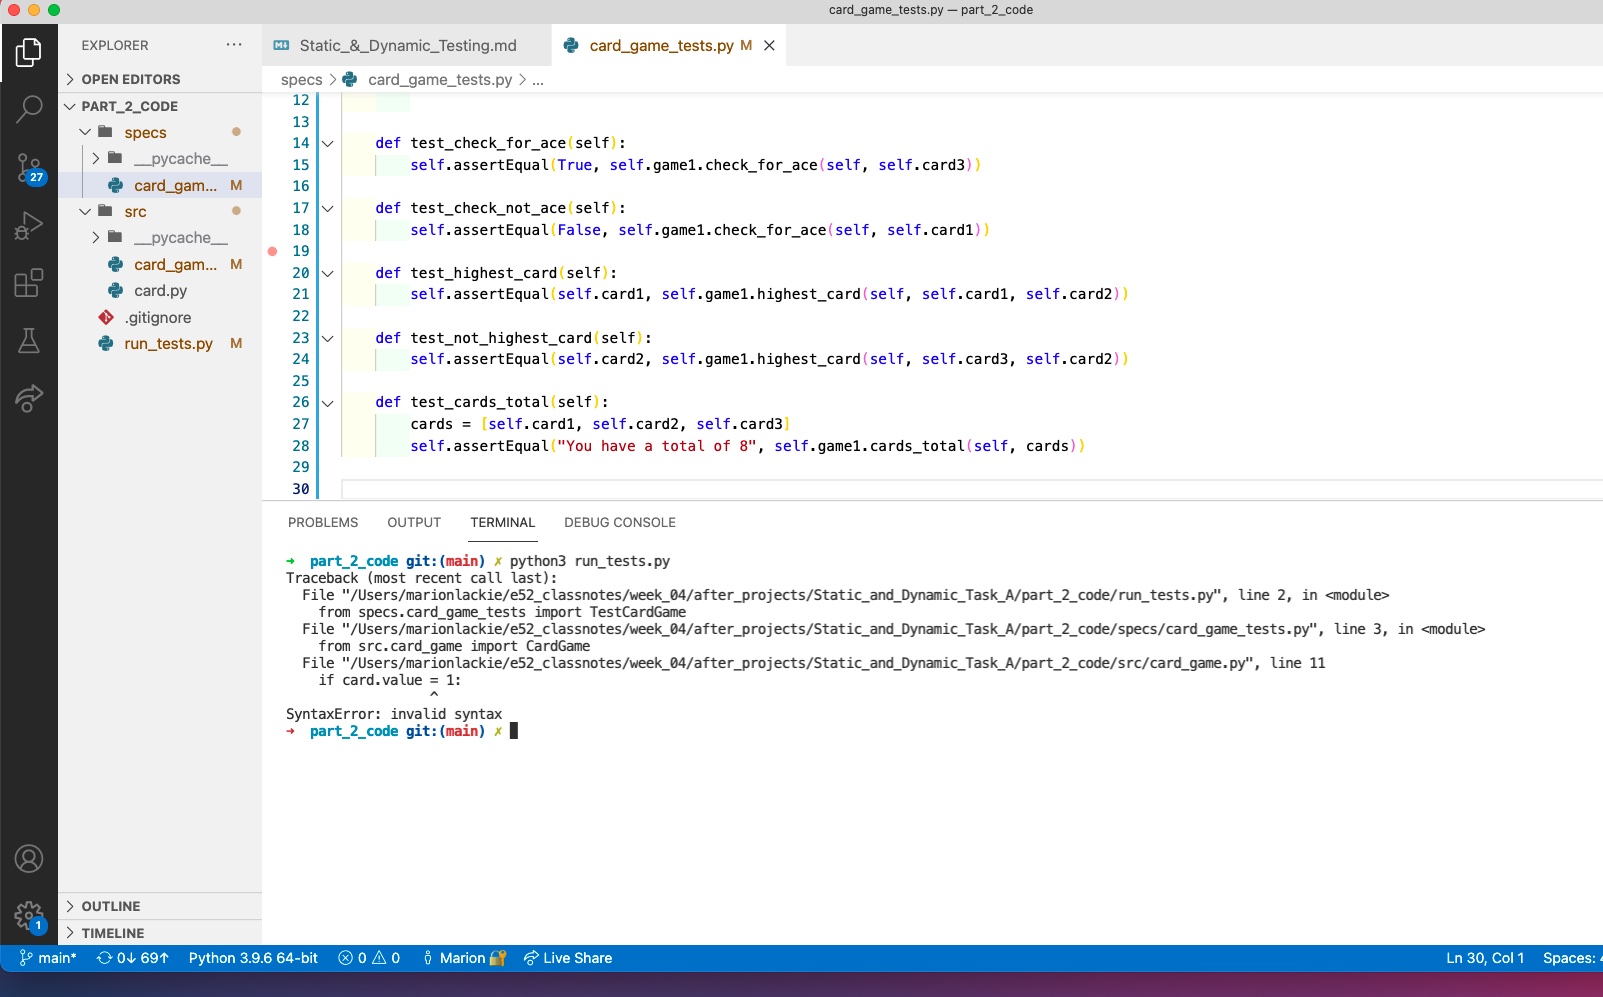 card_game_tests.py — part_2_code
EXPLORER
Static_&_Dynamic_Testing.md
card_game_tests.py M
OPEN EDITORS
specs > card_game_tests.py > ...
PART_2_CODE
specs
__pycache__
card_gam... M
src
__pycache__
card_gam... M
card.py
.gitignore
run_tests.py M
OUTLINE
TIMELINE
27
1
12
13
14 def test_check_for_ace(self):
15 self.assertEqual(True, self.game1.check_for_ace(self, self.card3))
16
17 def test_check_not_ace(self):
18 self.assertEqual(False, self.game1.check_for_ace(self, self.card1))
19
20 def test_highest_card(self):
21 self.assertEqual(self.card1, self.game1.highest_card(self, self.card1, self.card2))
22
23 def test_not_highest_card(self):
24 self.assertEqual(self.card2, self.game1.highest_card(self, self.card3, self.card2))
25
26 def test_cards_total(self):
27 cards = [self.card1, self.card2, self.card3]
28 self.assertEqual("You have a total of 8", self.game1.cards_total(self, cards))
29
30
PROBLEMS OUTPUT TERMINAL DEBUG CONSOLE
→ part_2_code git:(main) ✗ python3 run_tests.py
Traceback (most recent call last):
File "/Users/marionlackie/e52_classnotes/week_04/after_projects/Static_and_Dynamic_Task_A/part_2_code/run_tests.py", line 2, in <module>
from specs.card_game_tests import TestCardGame
File "/Users/marionlackie/e52_classnotes/week_04/after_projects/Static_and_Dynamic_Task_A/part_2_code/specs/card_game_tests.py", line 3, in <module>
from src.card_game import CardGame
File "/Users/marionlackie/e52_classnotes/week_04/after_projects/Static_and_Dynamic_Task_A/part_2_code/src/card_game.py", line 11
if card.value = 1:
^
SyntaxError: invalid syntax
→ part_2_code git:(main) ✗
main* 0↓ 69↑ Python 3.9.6 64-bit 0 0 Marion Live Share Ln 30, Col 1 Spaces: